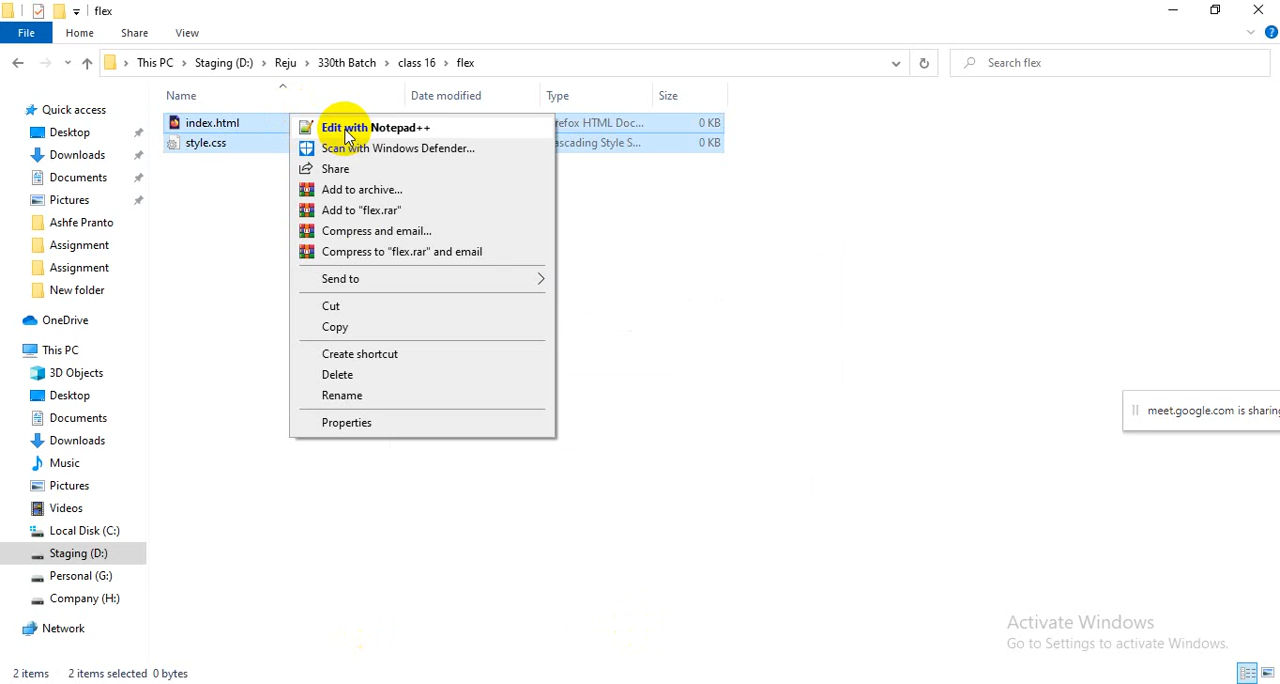 flex
File Home Share View
This PC Staging (D:) Reju 330th Batch class 16 flex
Search flex
Name Date modified Type Size
index.html refox HTML Doc... 0 KB
style.css ascading Style S... 0 KB
Edit with Notepad++
Scan with Windows Defender...
Share
Add to archive...
Add to "flex.rar"
Compress and email...
Compress to "flex.rar" and email
Send to
Cut
Copy
Create shortcut
Delete
Rename
Properties
Quick access
Desktop
Downloads
Documents
Pictures
Ashfe Pranto
Assignment
Assignment
New folder
OneDrive
This PC
3D Objects
Desktop
Documents
Downloads
Music
Pictures
Videos
Local Disk (C:)
Staging (D:)
Personal (G:)
Company (H:)
Network
meet.google.com is sharing
Activate Windows
Go to Settings to activate Windows.
2 items 2 items selected 0 bytes